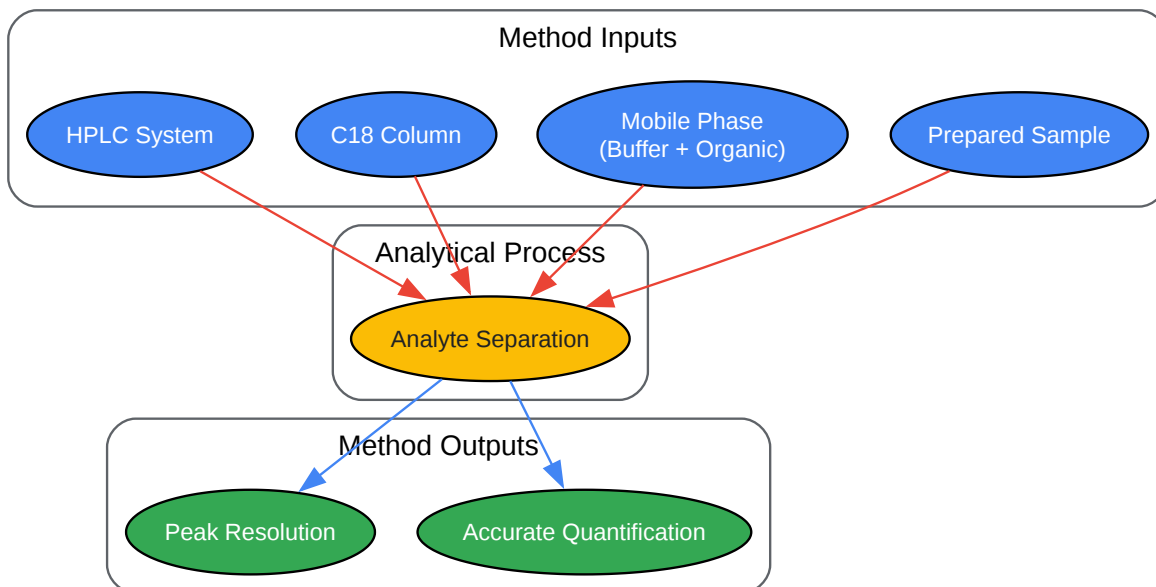 Method Inputs
HPLC System
C18 Column
Mobile Phase
(Buffer + Organic)
Prepared Sample
Analytical Process
Analyte Separation
Method Outputs
Peak Resolution
Accurate Quantification